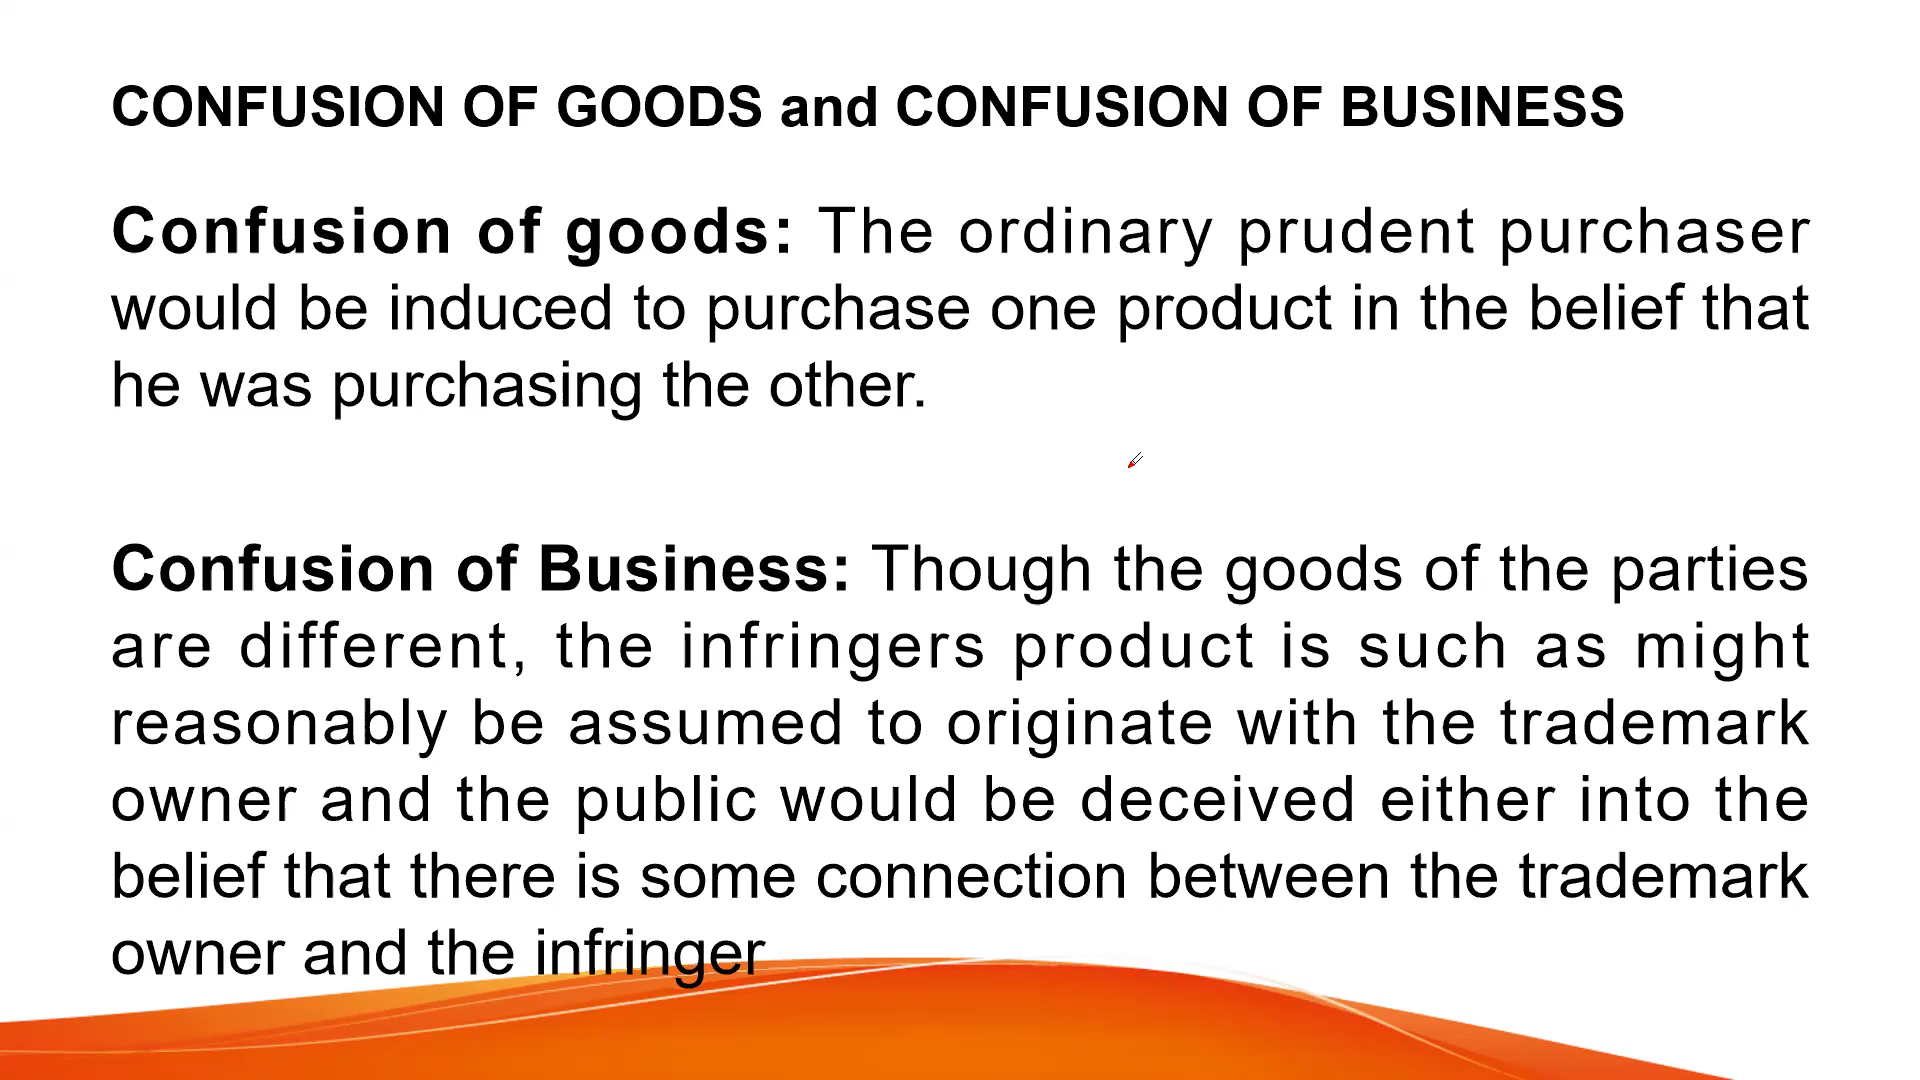 CONFUSION OF GOODS and CONFUSION OF BUSINESS
Confusion of goods: The ordinary prudent purchaser
would be induced to purchase one product in the belief that
he was purchasing the other.
Confusion of Business: Though the goods of the parties
are different, the infringers product is such as might
reasonably be assumed to originate with the trademark
owner and the public would be deceived either into the
belief that there is some connection between the trademark
owner and the infringer